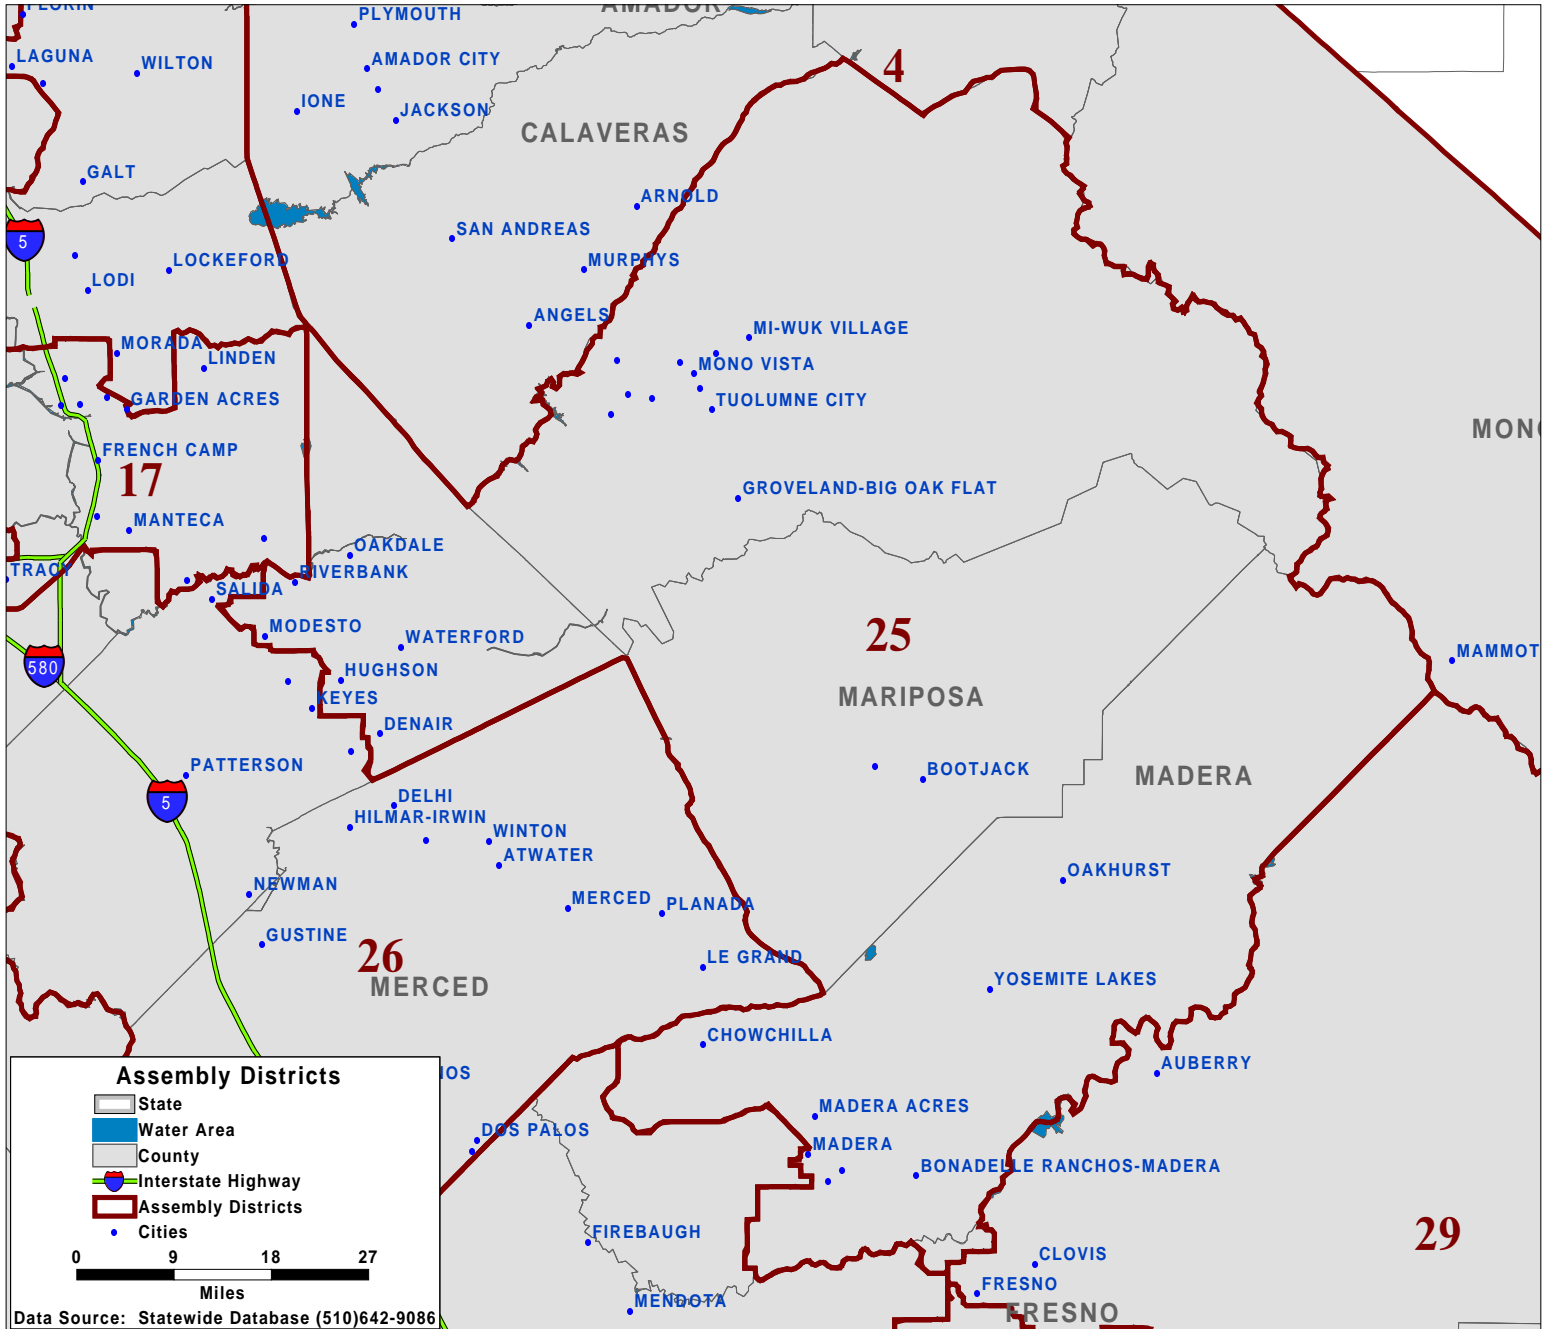 FLORIN
PLYMOUTH
AMADOR
LAGUNA
WILTON
AMADOR CITY
4
IONE
JACKSON
CALAVERAS
GALT
ARNOLD
SAN ANDREAS
5
LOCKEFORD
MURPHYS
LODI
ANGELS
MI-WUK VILLAGE
MORADA
LINDEN
MONO VISTA
GARDEN ACRES
TUOLUMNE CITY
MONO
FRENCH CAMP
17
GROVELAND-BIG OAK FLAT
MANTECA
OAKDALE
TRACY
RIVERBANK
SALIDA
MODESTO
WATERFORD
25
580
HUGHSON
MAMMOT
KEYES
MARIPOSA
DENAIR
PATTERSON
BOOTJACK
MADERA
5
DELHI
HILMAR-IRWIN
WINTON
ATWATER
OAKHURST
NEWMAN
MERCED
PLANADA
GUSTINE
26
LE GRAND
MERCED
YOSEMITE LAKES
CHOWCHILLA
AUBERRY
IOS
MADERA ACRES
DOS PALOS
MADERA
BONADELLE RANCHOS-MADERA
FIREBAUGH
29
CLOVIS
FRESNO
MENDOTA
FRESNO
Assembly Districts
State
Water Area
County
Interstate Highway
Assembly Districts
Cities
0 9 18 27
Miles
Data Source: Statewide Database (510)642-9086